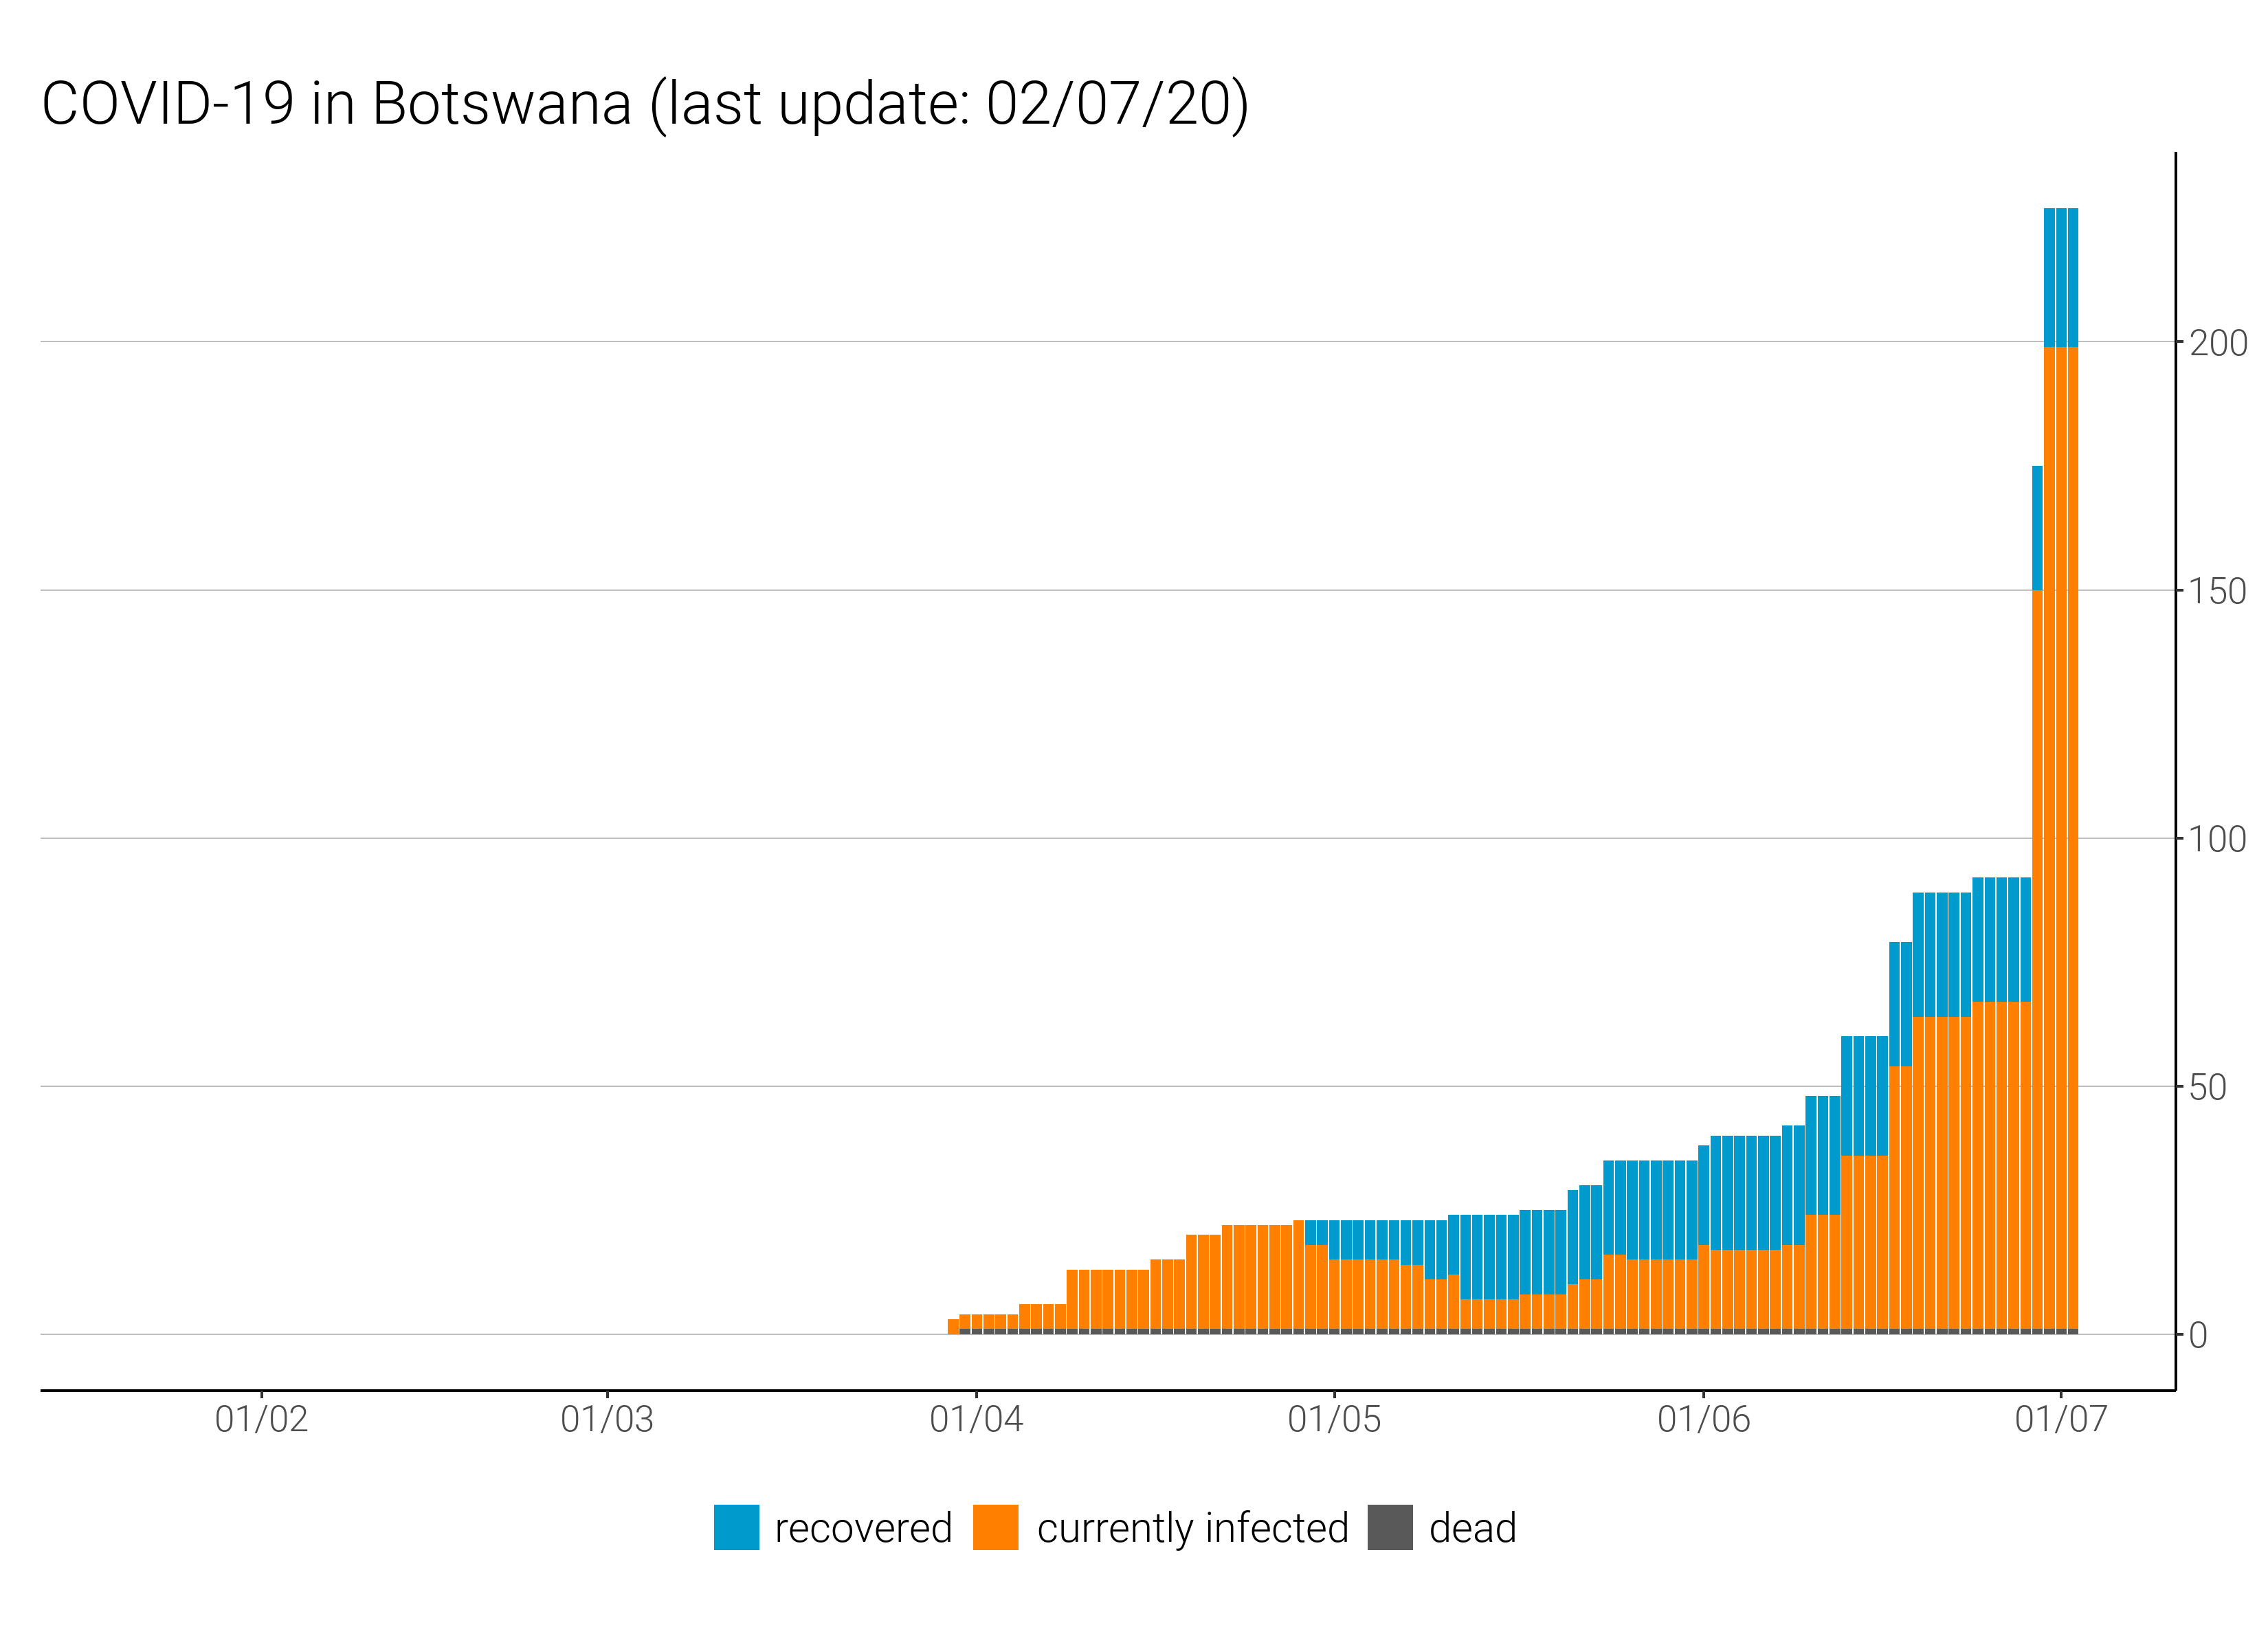 COVID-19 in Botswana (last update: 02/07/20)
200
150
100
50
0
01/02 01/03 01/04 01/05 01/06 01/07
recovered currently infected dead